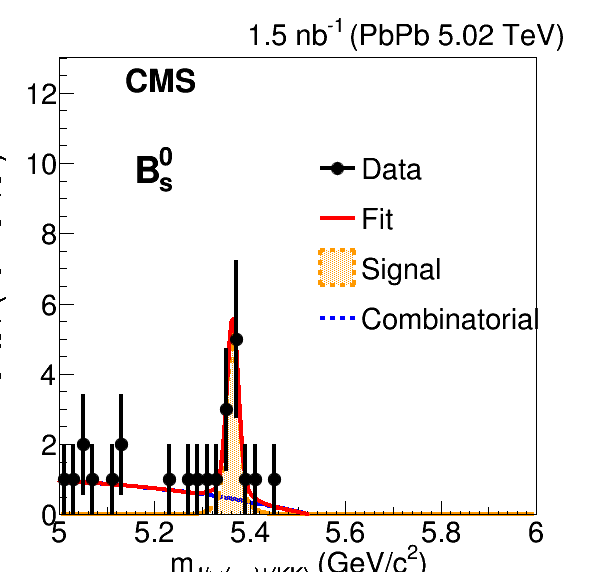 1.5 nb⁻¹ (PbPb 5.02 TeV)
CMS
B⁰ₛ
Data
Fit
Signal
Combinatorial
12
10
8
6
4
2
0
5 5.2 5.4 5.6 5.8 6
m (GeV/c²)